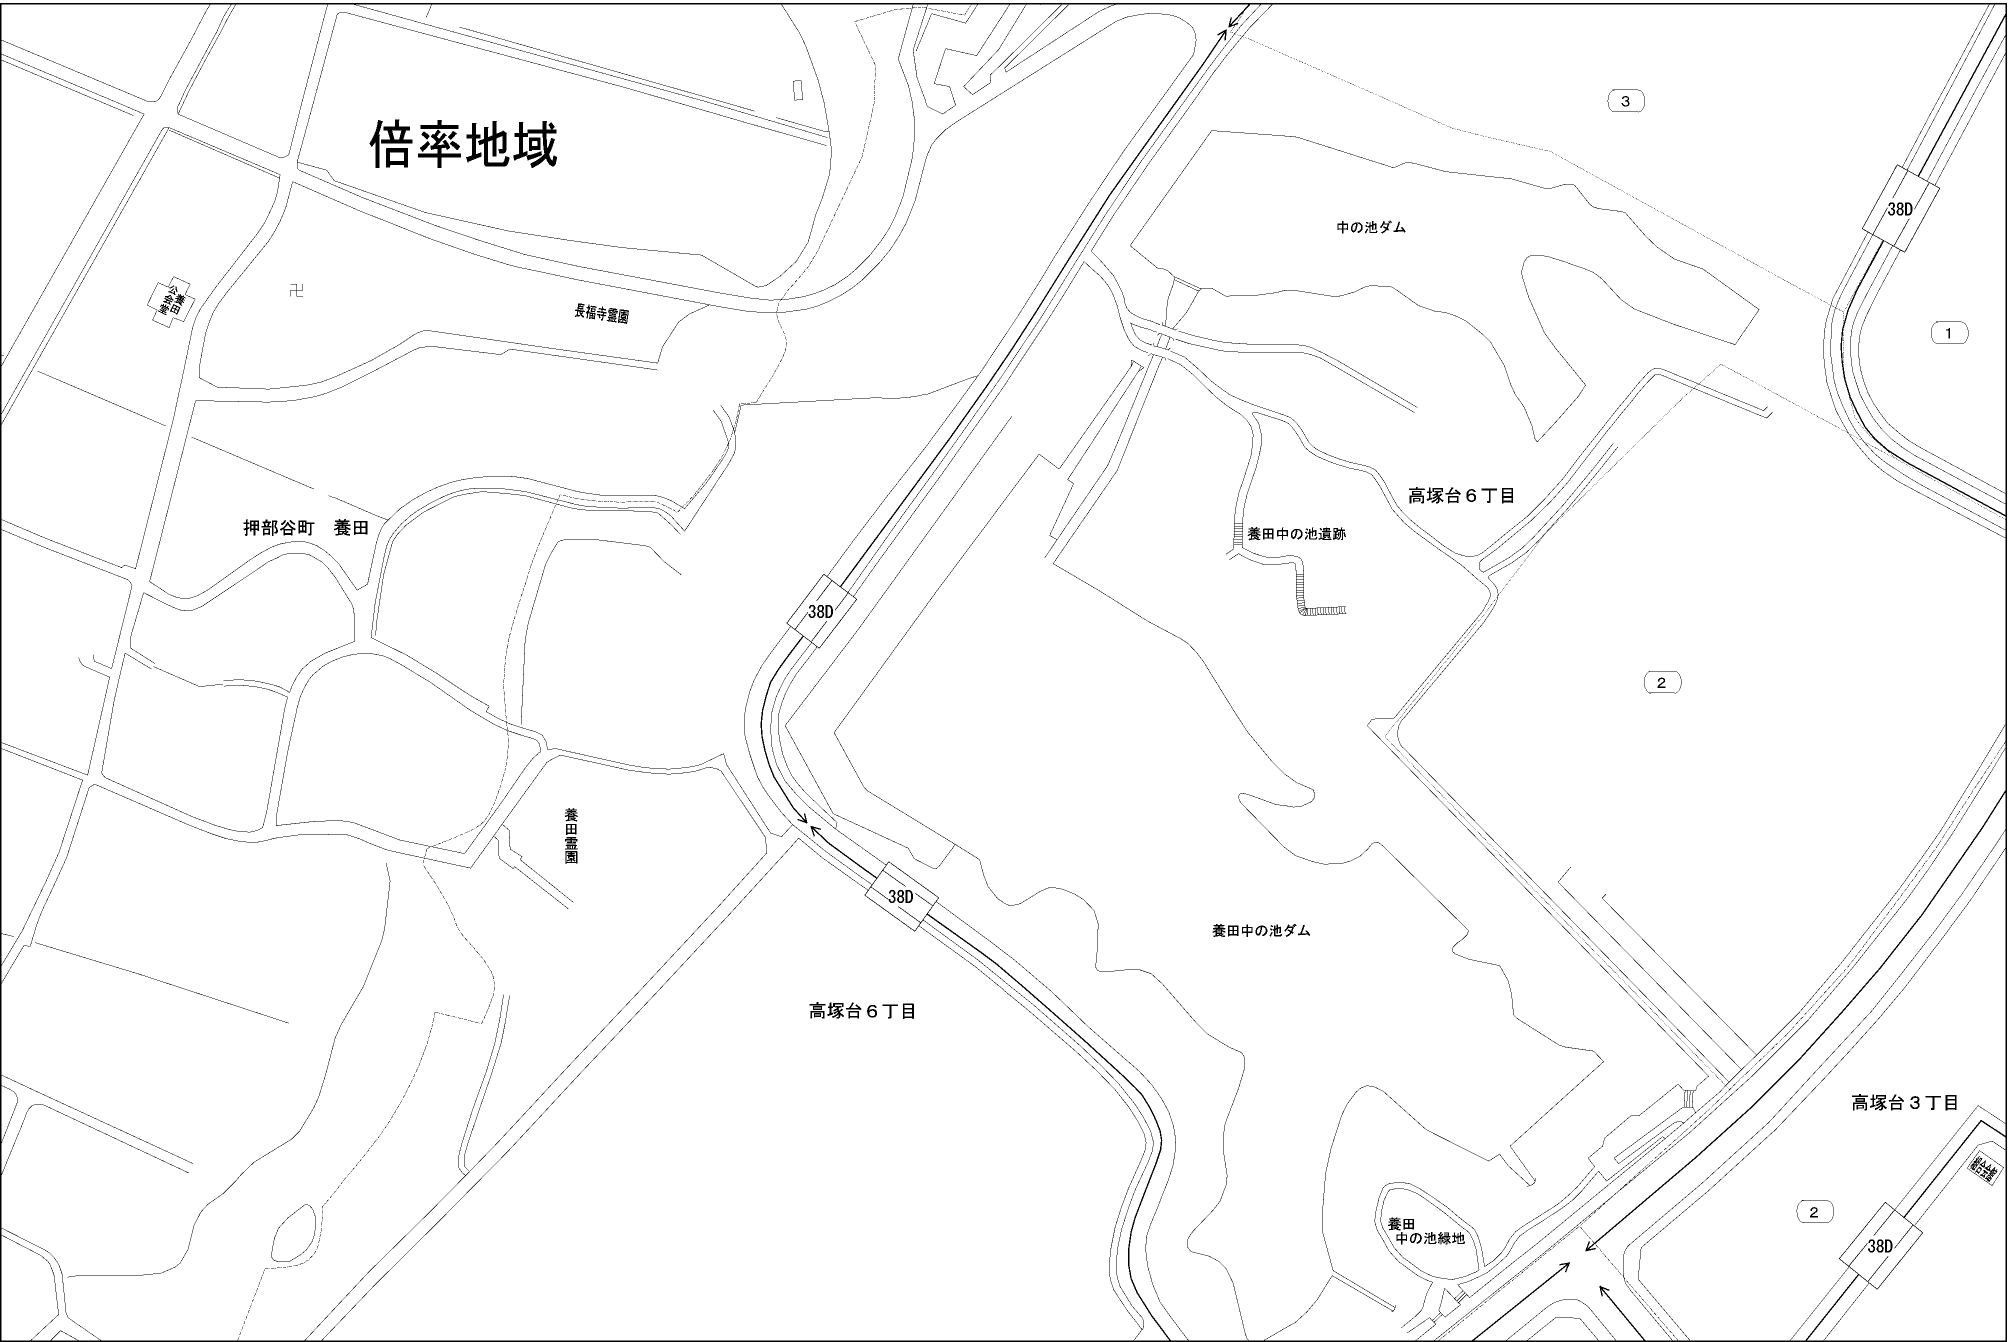 3
倍率地域
38D
中の池ダム
養田
公会堂
卍
長福寺霊園
1
高塚台６丁目
押部谷町　養田
養田中の池遺跡
38D
2
養田霊園
38D
養田中の池ダム
高塚台６丁目
高塚台３丁目
2
養田
中の池緑地
38D